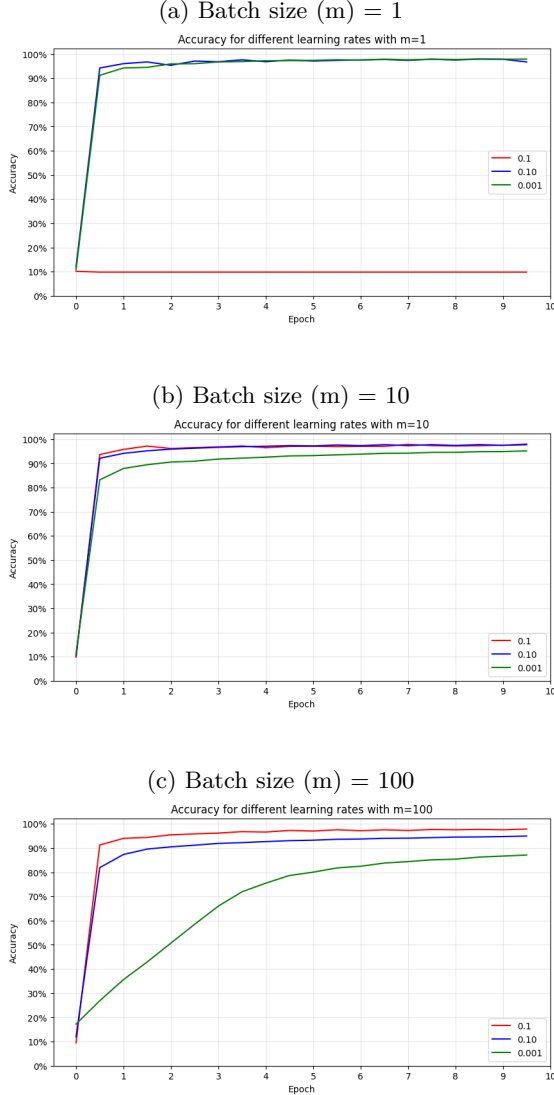 (a) Batch size (m) = 1
Accuracy for different learning rates with m=1
100%
90%
80%
70%
60%
50%
40%
30%
20%
10%
0%
Accuracy
0.1
0.10
0.001
0 1 2 3 4 5 6 7 8 9 10
Epoch
(b) Batch size (m) = 10
Accuracy for different learning rates with m=10
100%
90%
80%
70%
60%
50%
40%
30%
20%
10%
0%
Accuracy
0.1
0.10
0.001
0 1 2 3 4 5 6 7 8 9 10
Epoch
(c) Batch size (m) = 100
Accuracy for different learning rates with m=100
100%
90%
80%
70%
60%
50%
40%
30%
20%
10%
0%
Accuracy
0.1
0.10
0.001
0 1 2 3 4 5 6 7 8 9 10
Epoch